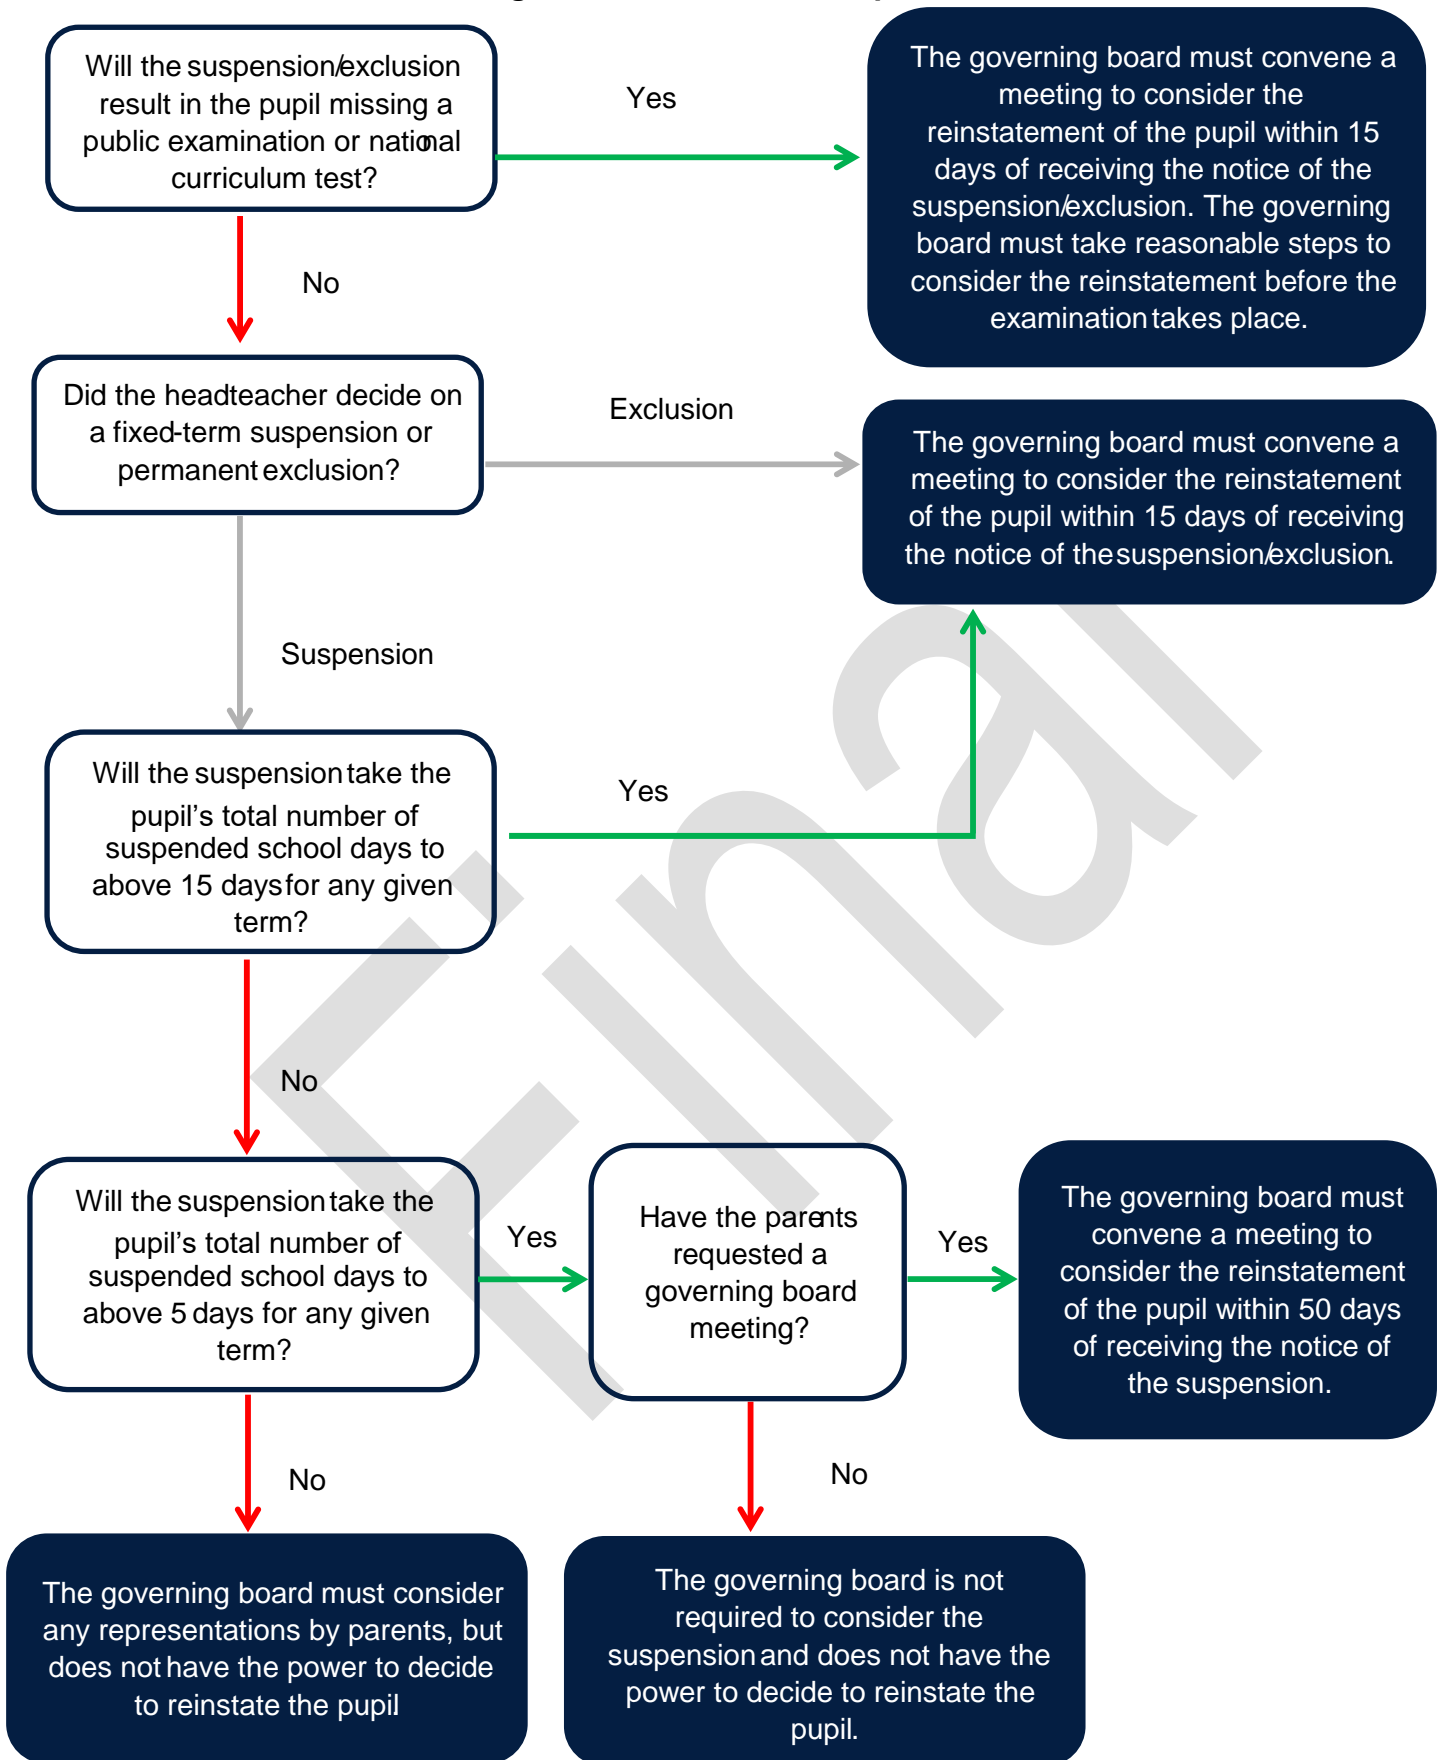 Will the suspension/exclusion
result in the pupil missing a
public examination or national
curriculum test?
Yes
The governing board must convene a
meeting to consider the
reinstatement of the pupil within 15
days of receiving the notice of the
suspension/exclusion. The governing
board must take reasonable steps to
consider the reinstatement before the
examination takes place.
No
Did the headteacher decide on
a fixed-term suspension or
permanent exclusion?
Exclusion
The governing board must convene a
meeting to consider the reinstatement
of the pupil within 15 days of receiving
the notice of the suspension/exclusion.
Suspension
Will the suspension take the
pupil's total number of
suspended school days to
above 15 days for any given
term?
Yes
No
Will the suspension take the
pupil's total number of
suspended school days to
above 5 days for any given
term?
Yes
Have the parents
requested a
governing board
meeting?
Yes
The governing board must
convene a meeting to
consider the reinstatement
of the pupil within 50 days
of receiving the notice of
the suspension.
No
No
The governing board must consider
any representations by parents, but
does not have the power to decide
to reinstate the pupil
The governing board is not
required to consider the
suspension and does not have the
power to decide to reinstate the
pupil.
Final